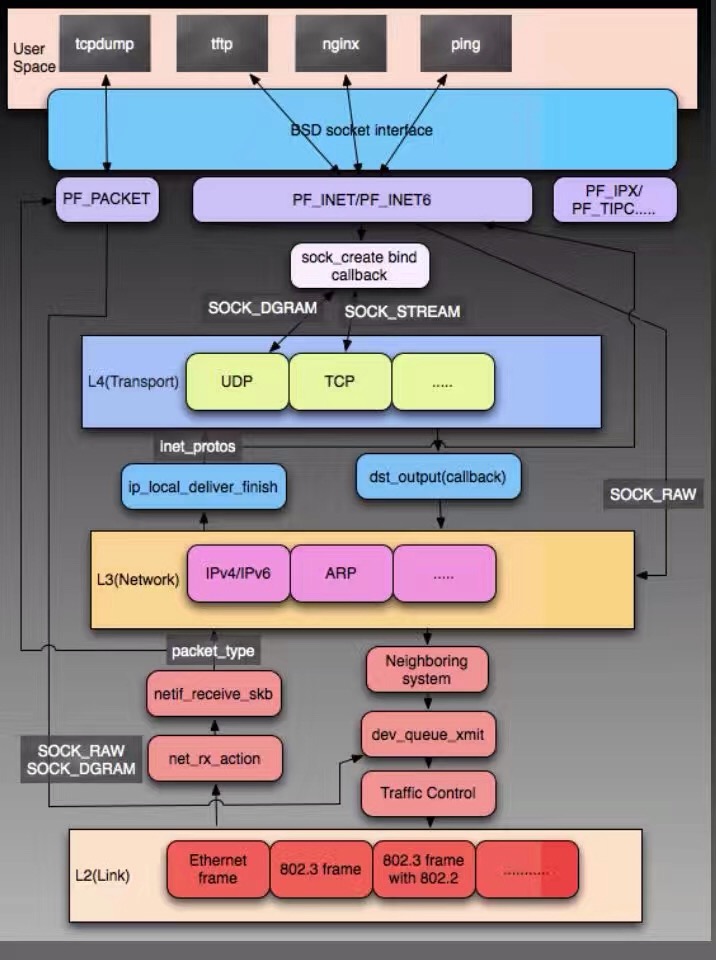 User
Space
tcpdump
tftp
nginx
ping
BSD socket interface
PF_PACKET
PF_INET/PF_INET6
PF_IPX/
PF_TIPC.....
sock_create bind
callback
SOCK_DGRAM
SOCK_STREAM
L4(Transport)
UDP
TCP
.....
inet_protos
ip_local_deliver_finish
dst_output(callback)
SOCK_RAW
L3(Network)
IPv4/IPv6
ARP
.....
packet_type
Neighboring
system
netif_receive_skb
dev_queue_xmit
SOCK_RAW
SOCK_DGRAM
net_rx_action
Traffic Control
L2(Link)
Ethernet
frame
802.3 frame
802.3 frame
with 802.2
...........